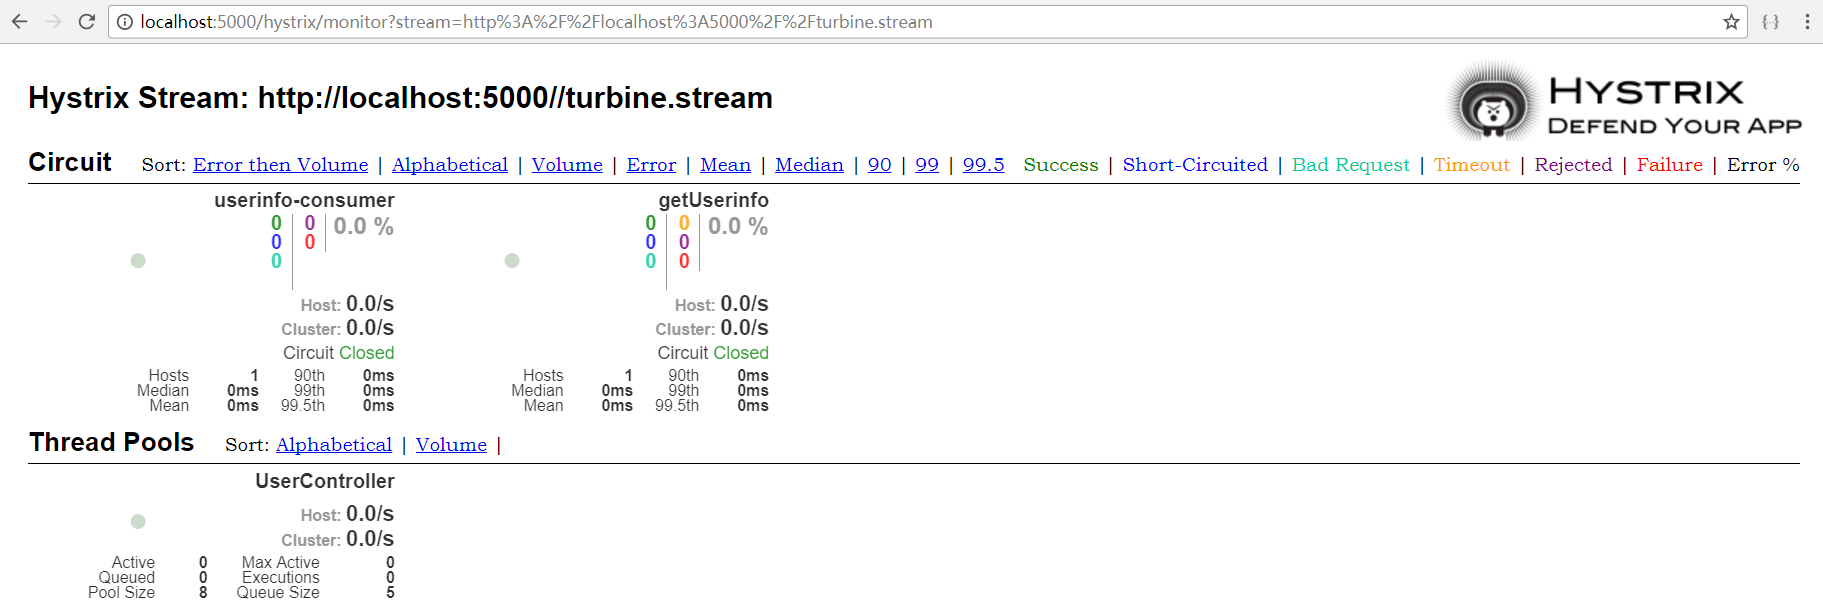 localhost:5000/hystrix/monitor?stream=http%3A%2F%2Flocalhost%3A5000%2F%2Fturbine.stream
Hystrix Stream: http://localhost:5000//turbine.stream
HYSTRIX
DEFEND YOUR APP
Circuit Sort: Error then Volume | Alphabetical | Volume | Error | Mean | Median | 90 | 99 | 99.5 Success | Short-Circuited | Bad Request | Timeout | Rejected | Failure | Error %
userinfo-consumer
0 0 0.0 %
0 0
0
Host: 0.0/s
Cluster: 0.0/s
Circuit Closed
Hosts 1 90th 0ms
Median 0ms 99th 0ms
Mean 0ms 99.5th 0ms
getUserinfo
0 0 0.0 %
0 0
0 0
Host: 0.0/s
Cluster: 0.0/s
Circuit Closed
Hosts 1 90th 0ms
Median 0ms 99th 0ms
Mean 0ms 99.5th 0ms
Thread Pools Sort: Alphabetical | Volume |
UserController
Host: 0.0/s
Cluster: 0.0/s
Active 0 Max Active 0
Queued 0 Executions 0
Pool Size 8 Queue Size 5